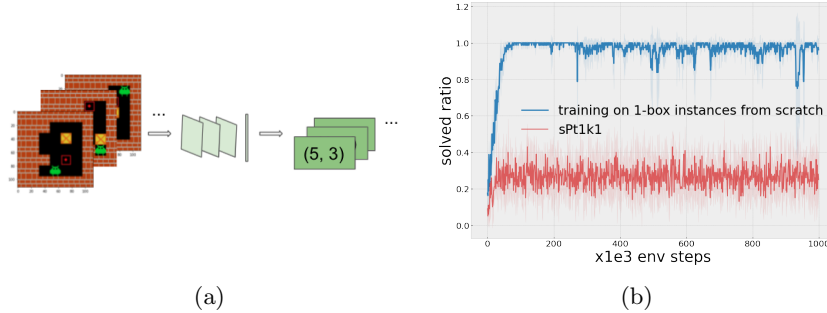 ...
...
(5, 3)
(a)
solved ratio
1.2
1.0
0.8
0.6
0.4
0.2
0.0
training on 1-box instances from scratch
sPt1k1
0 200 400 600 800 1000
x1e3 env steps
(b)